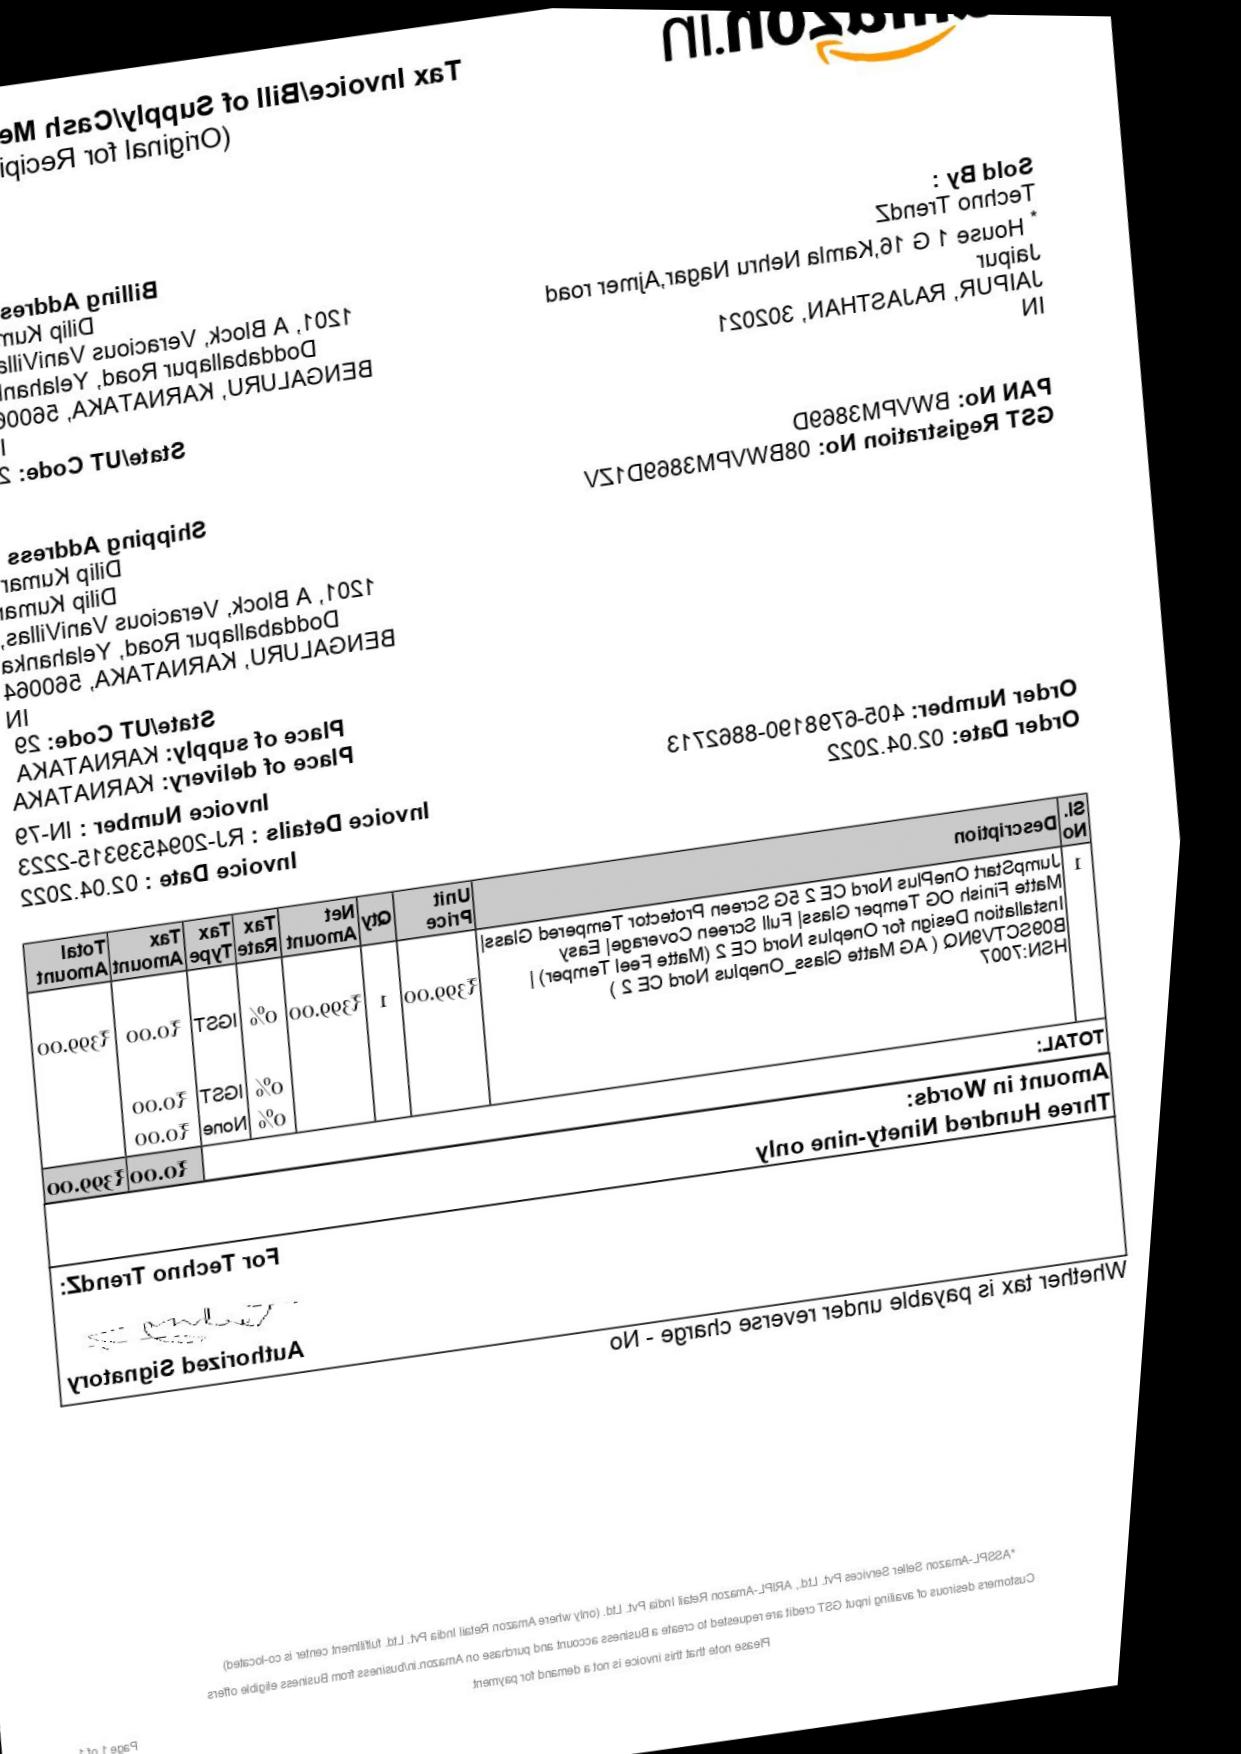 amazon.in
Tax Invoice/Bill of Supply/Cash Me
(Original for Recipi
Sold By :
Techno TrendZ
* House 1 G 16,Kamla Nehru Nagar,Ajmer road
Jaipur
JAIPUR, RAJASTHAN, 302021
IN
PAN No: BWVPM3869D
GST Registration No: 08BWVPM3869D1ZV
Billing Addres
Dilip Kum
1201, A Block, Veracious VaniVilla
Doddaballapur Road, Yelahan
BENGALURU, KARNATAKA, 56006
I
State/UT Code: 2
Shipping Address
Dilip Kumar
Dilip Kumar
1201, A Block, Veracious VaniVillas,
Doddaballapur Road, Yelahanka
BENGALURU, KARNATAKA, 560064
IN
State/UT Code: 29
Place of supply: KARNATAKA
Place of delivery: KARNATAKA
Order Number: 405-6798190-8862713
Order Date: 02.04.2022
Invoice Number : IN-79
Invoice Details : RJ-2094539315-2223
Invoice Date : 02.04.2022
Sl. No Description Unit Price Qty Net Amount Tax Rate Tax Type Tax Amount Total Amount
1 JumpStart OnePlus Nord CE 2 5G Screen Protector Tempered Glass|
Matte Finish OG Temper Glass| Full Screen Coverage| Easy
Installation Design for Oneplus Nord CE 2 (Matte Feel Temper) |
B09SCTV9NQ ( AG Matte Glass_Oneplus Nord CE 2 )
HSN:7007
₹399.00 1 ₹399.00 0% IGST ₹0.00 ₹399.00
0% IGST ₹0.00
0% None ₹0.00
TOTAL: ₹0.00 ₹399.00
Amount in Words:
Three Hundred Ninety-nine only
For Techno TrendZ:
Authorized Signatory
Whether tax is payable under reverse charge - No
*ASSPL-Amazon Seller Services Pvt. Ltd., ARIPL-Amazon Retail India Pvt. Ltd. (only where Amazon Retail India Pvt. Ltd. fulfillment center is co-located)
Customers desirous of availing input GST credit are requested to create a Business account and purchase on Amazon.in/business from Business eligible offers
Please note that this invoice is not a demand for payment
Page 1 of 1